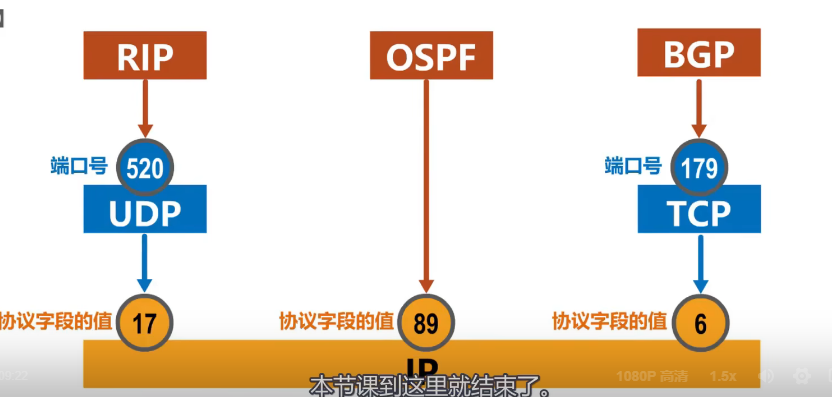 RIP
OSPF
BGP
端口号 520
端口号 179
UDP
TCP
协议字段的值 17
协议字段的值 89
协议字段的值 6
IP
本节课到这里就结束了。
1080P 高清 1.5x